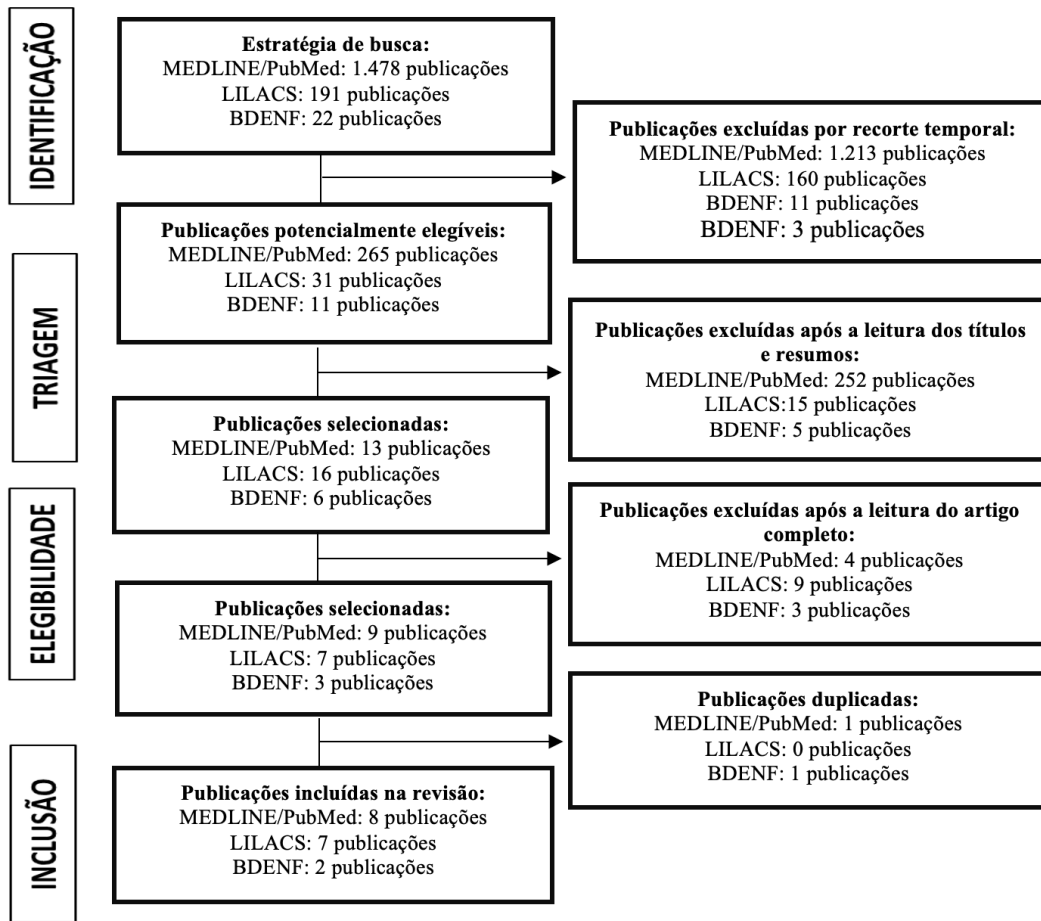 IDENTIFICAÇÃO
Estratégia de busca:
MEDLINE/PubMed: 1.478 publicações
LILACS: 191 publicações
BDENF: 22 publicações
Publicações excluídas por recorte temporal:
MEDLINE/PubMed: 1.213 publicações
LILACS: 160 publicações
BDENF: 11 publicações
BDENF: 3 publicações
Publicações potencialmente elegíveis:
MEDLINE/PubMed: 265 publicações
LILACS: 31 publicações
BDENF: 11 publicações
TRIAGEM
Publicações excluídas após a leitura dos títulos
e resumos:
MEDLINE/PubMed: 252 publicações
LILACS:15 publicações
BDENF: 5 publicações
Publicações selecionadas:
MEDLINE/PubMed: 13 publicações
LILACS: 16 publicações
BDENF: 6 publicações
ELEGIBILIDADE
Publicações excluídas após a leitura do artigo
completo:
MEDLINE/PubMed: 4 publicações
LILACS: 9 publicações
BDENF: 3 publicações
Publicações selecionadas:
MEDLINE/PubMed: 9 publicações
LILACS: 7 publicações
BDENF: 3 publicações
Publicações duplicadas:
MEDLINE/PubMed: 1 publicações
LILACS: 0 publicações
BDENF: 1 publicações
INCLUSÃO
Publicações incluídas na revisão:
MEDLINE/PubMed: 8 publicações
LILACS: 7 publicações
BDENF: 2 publicações